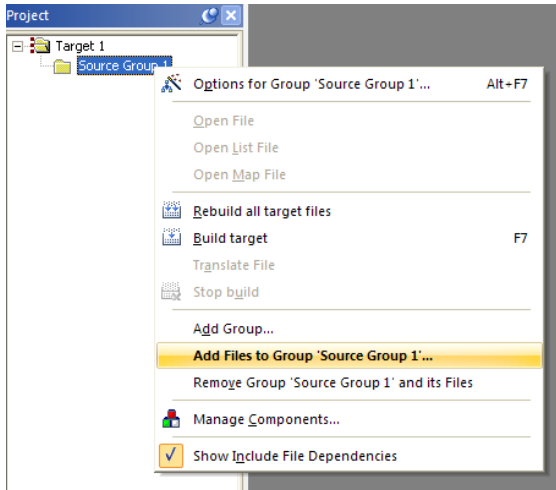 Project
Target 1
Source Group 1
Options for Group 'Source Group 1'... Alt+F7
Open File
Open List File
Open Map File
Rebuild all target files
Build target F7
Translate File
Stop build
Add Group...
Add Files to Group 'Source Group 1'...
Remove Group 'Source Group 1' and its Files
Manage Components...
Show Include File Dependencies